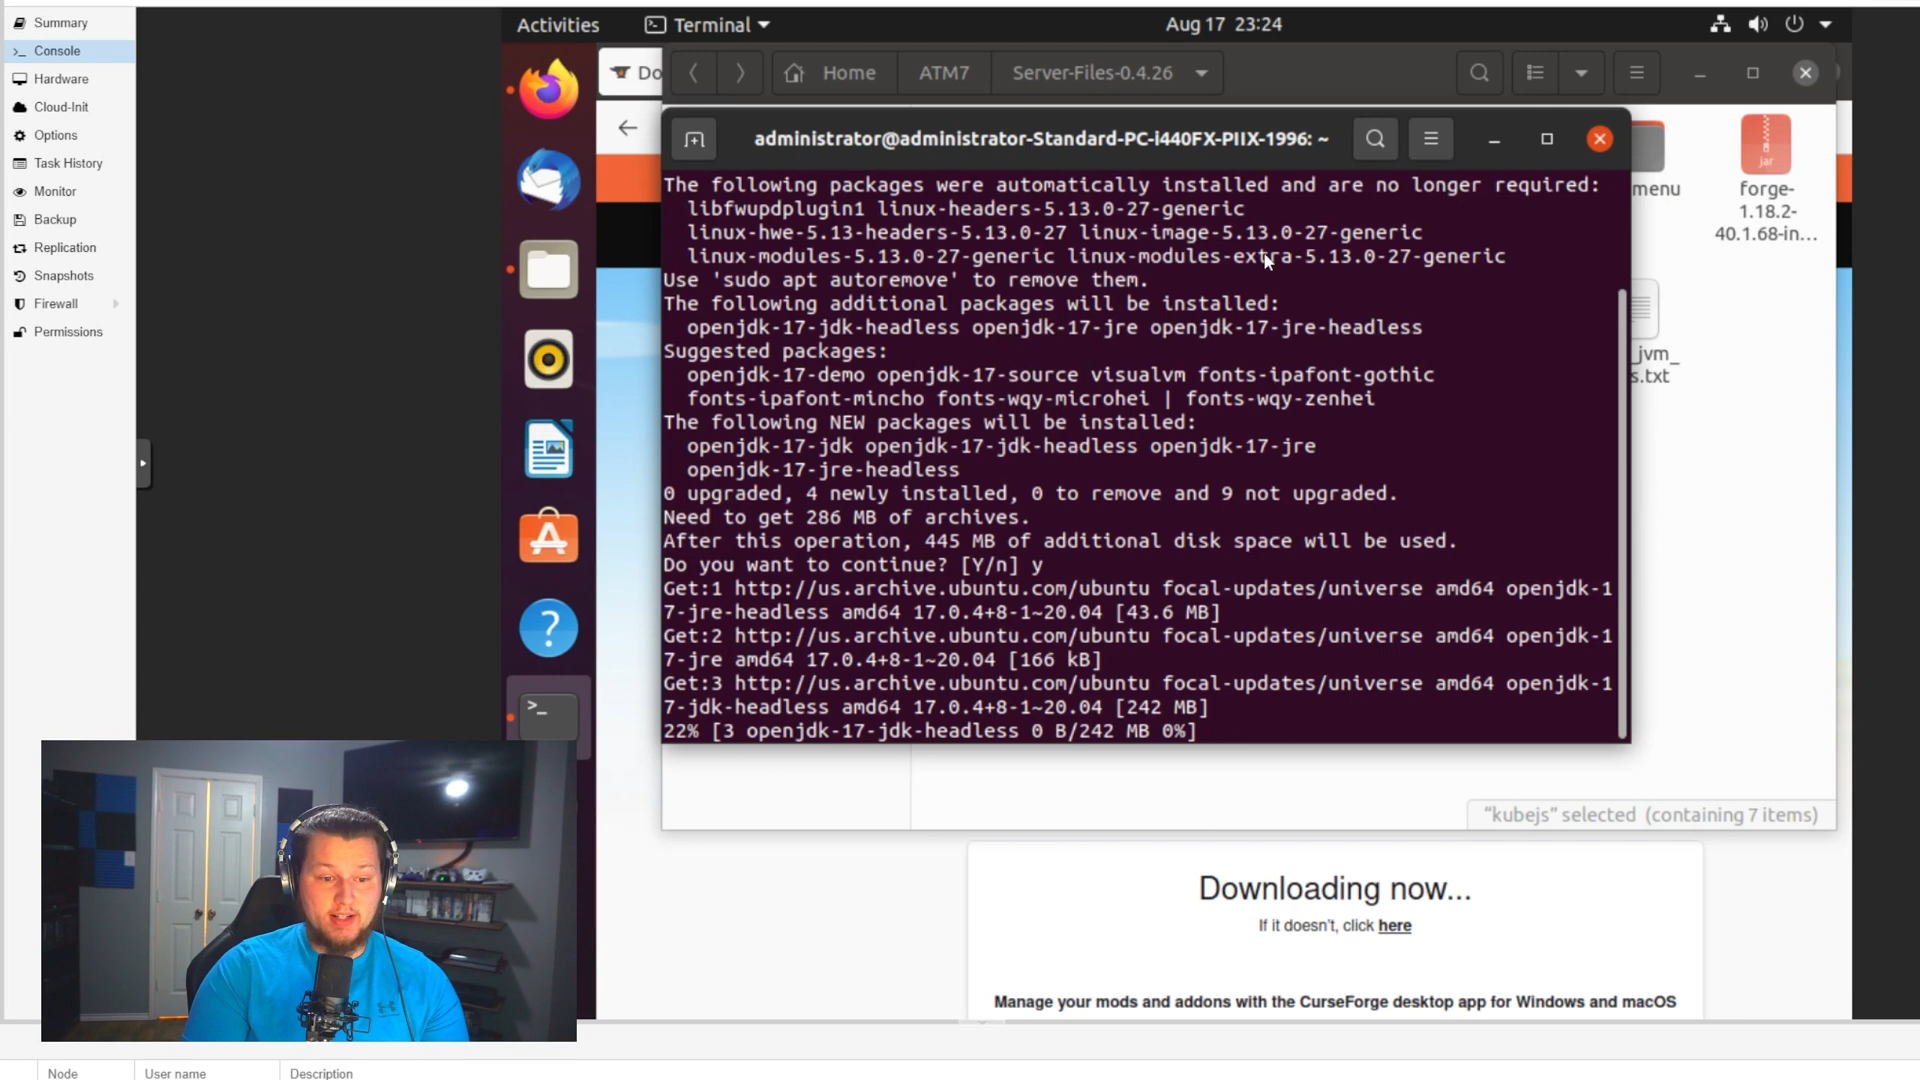 Summary
Console
Hardware
Cloud-Init
Options
Task History
Monitor
Backup
Replication
Snapshots
Firewall
Permissions
Activities
Terminal
Aug 17 23:24
Do
Home
ATM7
Server-Files-0.4.26
administrator@administrator-Standard-PC-i440FX-PIIX-1996: ~
The following packages were automatically installed and are no longer required:
libfwupdplugin1 linux-headers-5.13.0-27-generic
linux-hwe-5.13-headers-5.13.0-27 linux-image-5.13.0-27-generic
linux-modules-5.13.0-27-generic linux-modules-extra-5.13.0-27-generic
Use 'sudo apt autoremove' to remove them.
The following additional packages will be installed:
openjdk-17-jdk-headless openjdk-17-jre openjdk-17-jre-headless
Suggested packages:
openjdk-17-demo openjdk-17-source visualvm fonts-ipafont-gothic
fonts-ipafont-mincho fonts-wqy-microhei | fonts-wqy-zenhei
The following NEW packages will be installed:
openjdk-17-jdk openjdk-17-jdk-headless openjdk-17-jre
openjdk-17-jre-headless
0 upgraded, 4 newly installed, 0 to remove and 9 not upgraded.
Need to get 286 MB of archives.
After this operation, 445 MB of additional disk space will be used.
Do you want to continue? [Y/n] y
Get:1 http://us.archive.ubuntu.com/ubuntu focal-updates/universe amd64 openjdk-1
7-jre-headless amd64 17.0.4+8-1~20.04 [43.6 MB]
Get:2 http://us.archive.ubuntu.com/ubuntu focal-updates/universe amd64 openjdk-1
7-jre amd64 17.0.4+8-1~20.04 [166 kB]
Get:3 http://us.archive.ubuntu.com/ubuntu focal-updates/universe amd64 openjdk-1
7-jdk-headless amd64 17.0.4+8-1~20.04 [242 MB]
22% [3 openjdk-17-jdk-headless 0 B/242 MB 0%]
menu
jar
forge-
1.18.2-
40.1.68-in...
_jvm_
s.txt
"kubejs" selected (containing 7 items)
Downloading now...
If it doesn't, click here
Manage your mods and addons with the CurseForge desktop app for Windows and macOS
Node
User name
Description